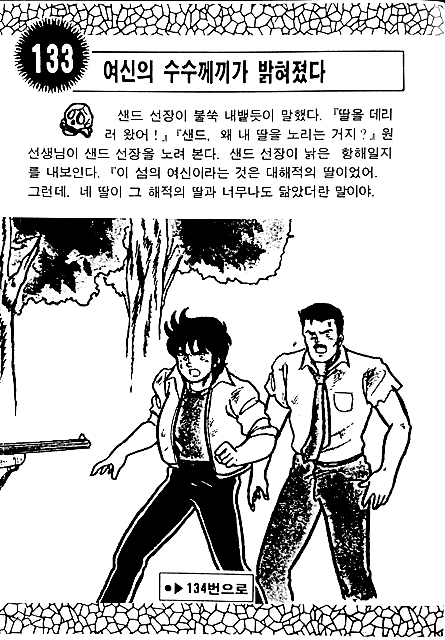 133
여신의 수수께끼가 밝혀졌다
샌드 선장이 불쑥 내뱉듯이 말했다. 『딸을 데리
러 왔어!』 『샌드, 왜 내 딸을 노리는 거지?』 원
선생님이 샌드 선장을 노려 본다. 샌드 선장이 낡은 항해일지
를 내보인다. 『이 섬의 여신이라는 것은 대해적의 딸이었어.
그런데, 네 딸이 그 해적의 딸과 너무나도 닮았더란 말이야.
●▶134번으로